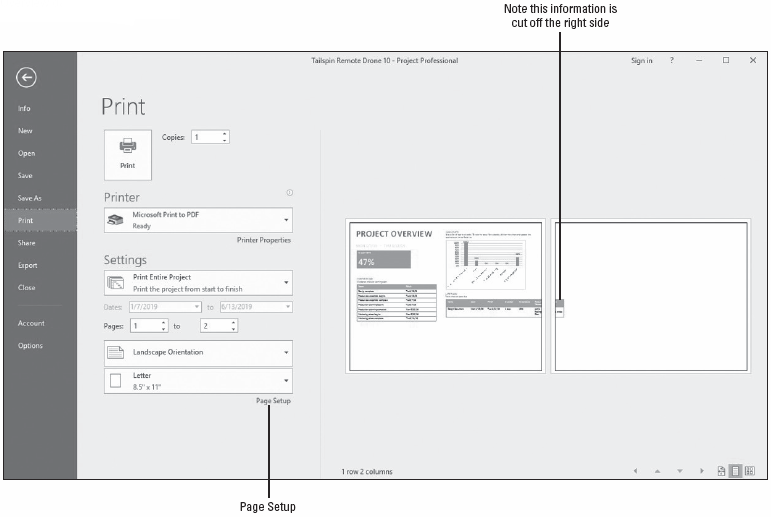 Note this information is
cut off the right side
Tailspin Remote Drone 10 - Project Professional
Sign in ?
Info
New
Open
Save
Save As
Print
Share
Export
Close
Account
Options
Print
Print
Copies: 1
Printer
Microsoft Print to PDF
Ready
Printer Properties
Settings
Print Entire Project
Print the project from start to finish
Dates: 1/7/2019 to 6/13/2019
Pages: 1 to 2
Landscape Orientation
Letter
8.5" x 11"
Page Setup
PROJECT OVERVIEW
47%
1 row 2 columns
Page Setup